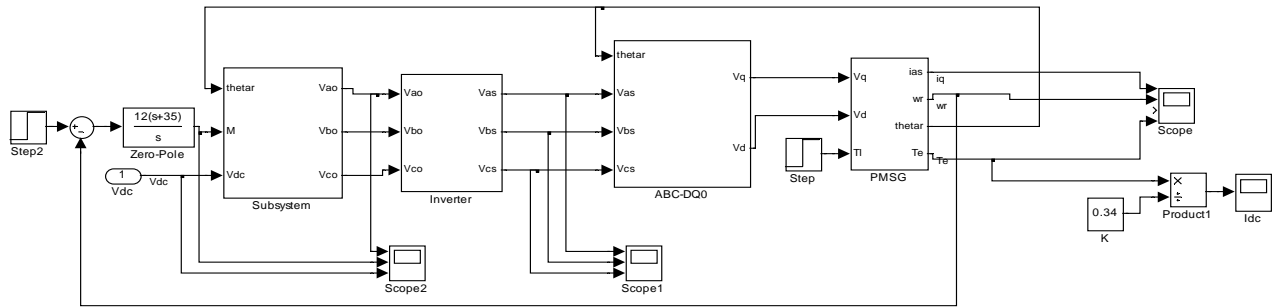 Step2
12(s+35)
s
Zero-Pole
1
Vdc
Vdc
thetar
M
Vdc
Vao
Vbo
Vco
Subsystem
Vao
Vbo
Vco
Vas
Vbs
Vcs
Inverter
thetar
Vas
Vbs
Vcs
Vq
Vd
ABC-DQ0
Step
Vq
Vd
Tl
ias
wr
thetar
Te
PMSG
iq
wr
Te
Scope
0.34
K
Product1
Idc
Scope2
Scope1